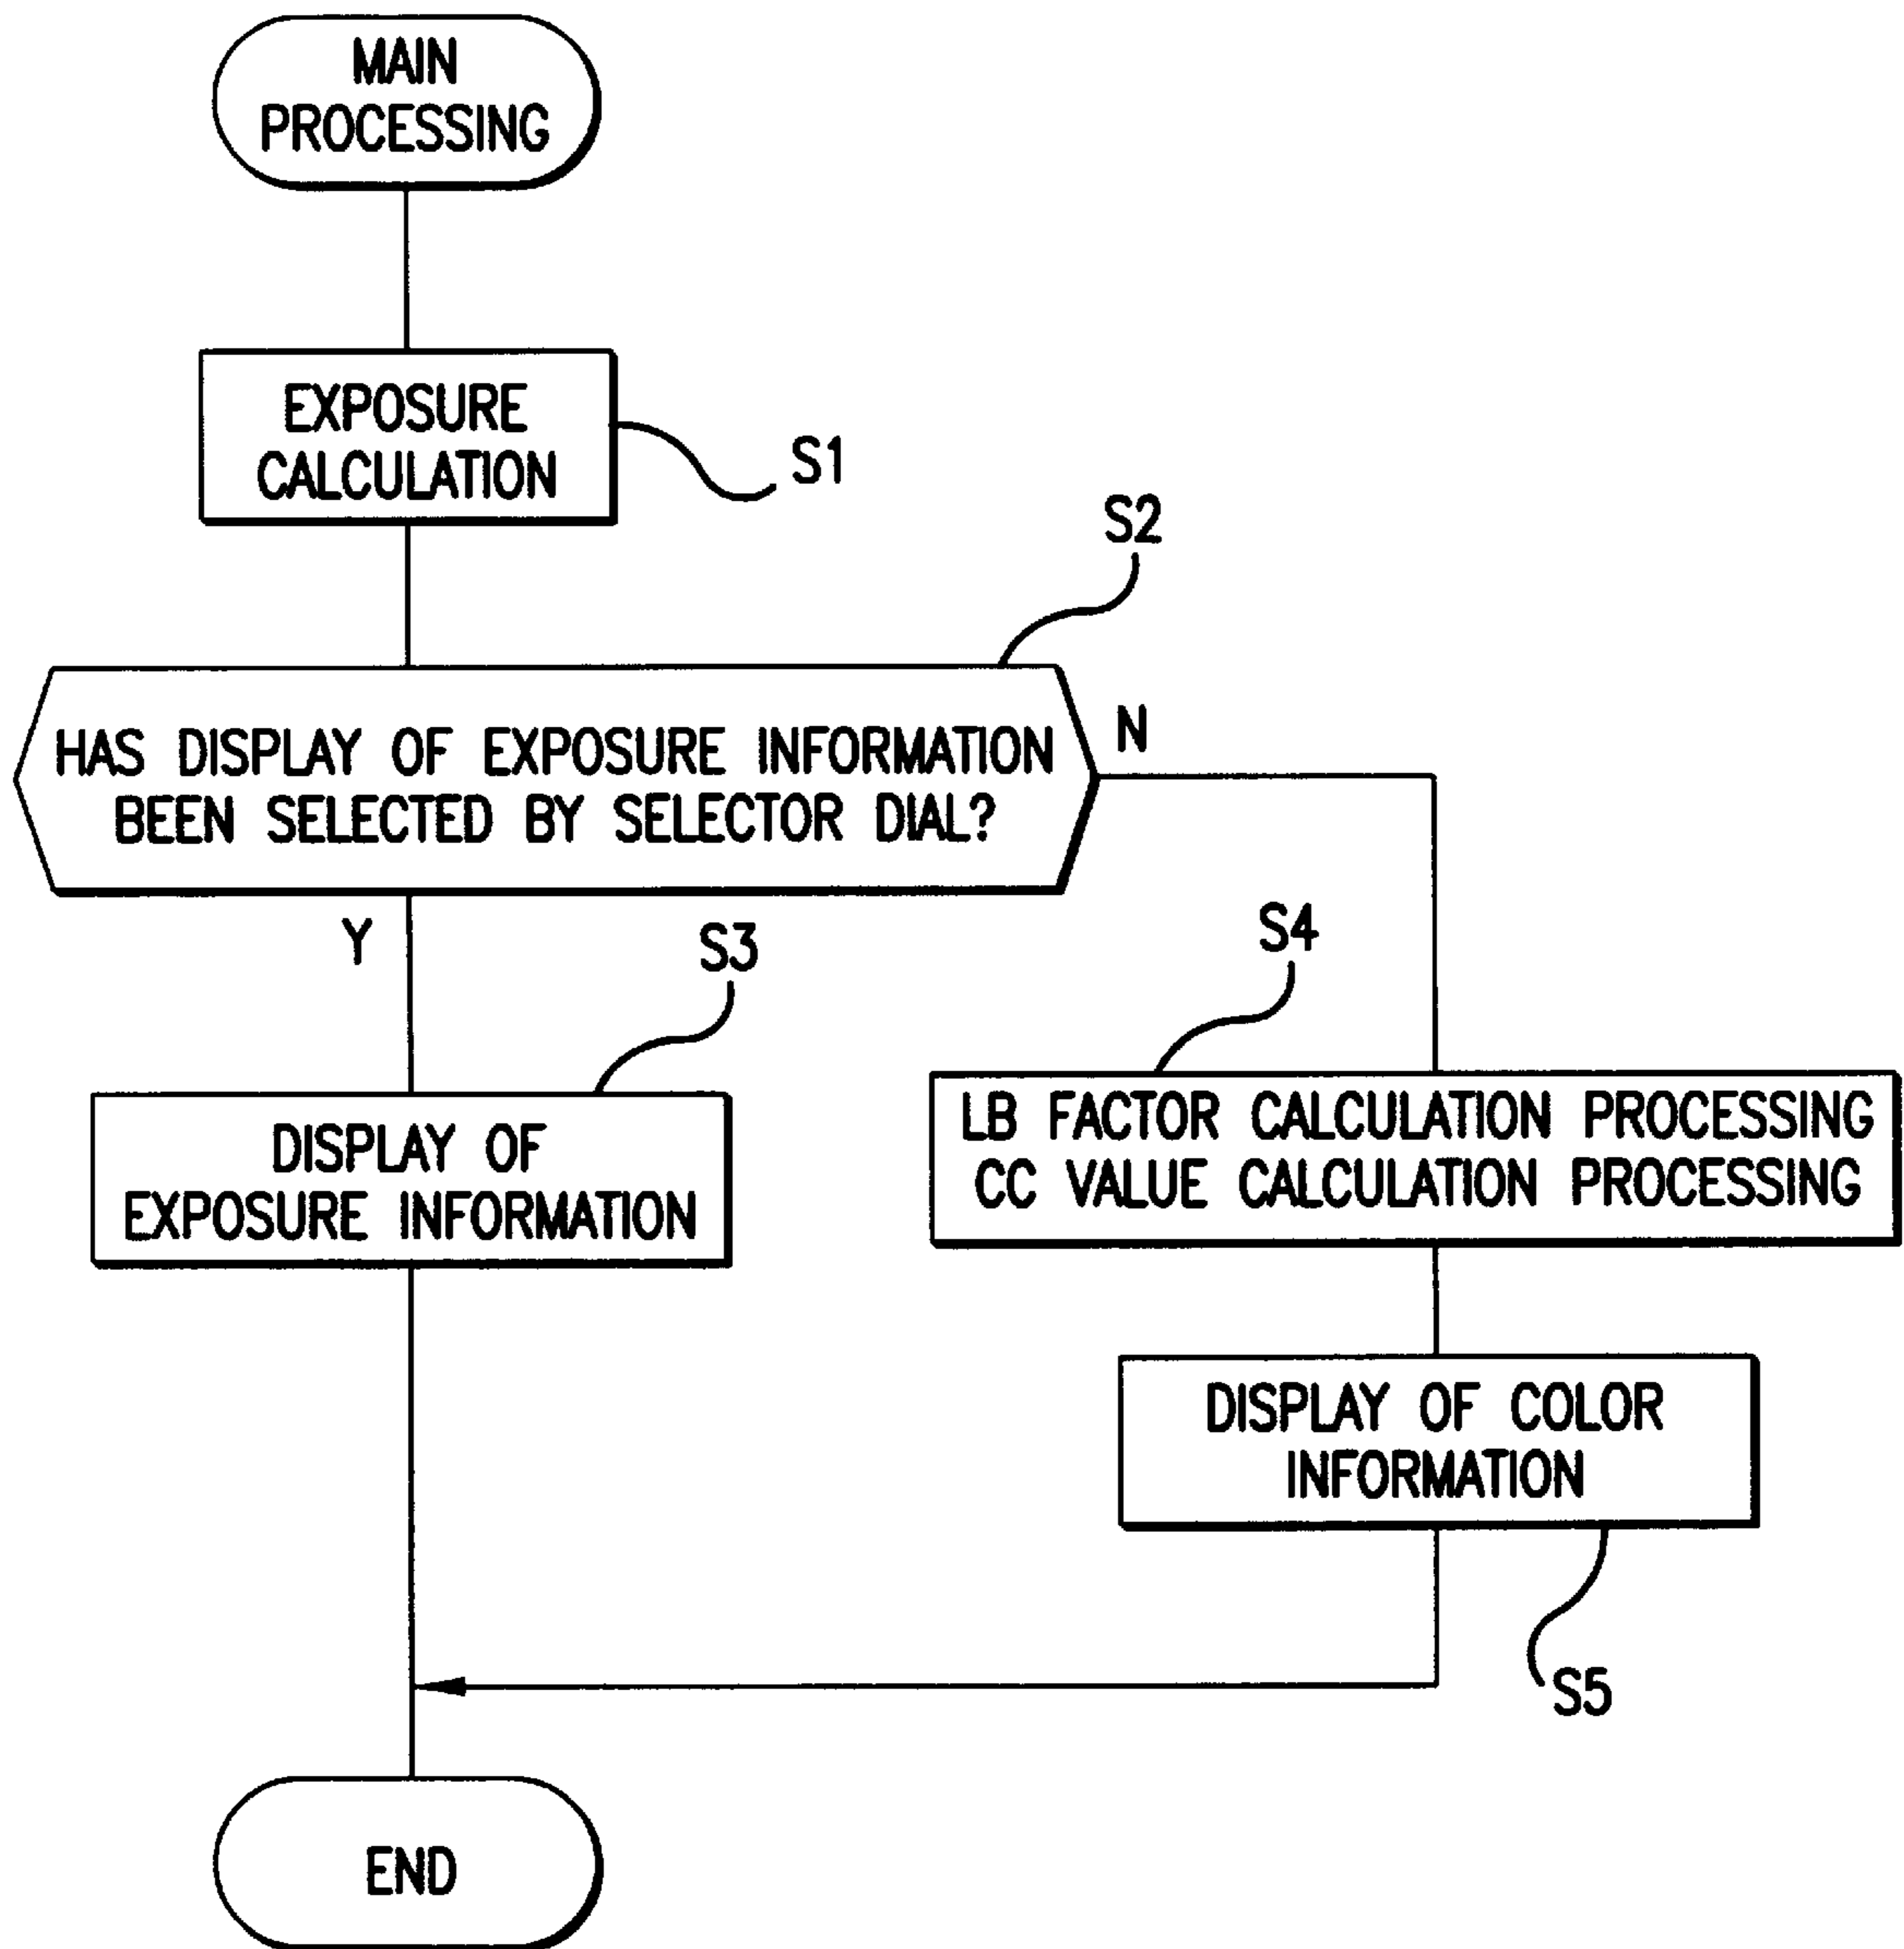 MAIN
PROCESSING
EXPOSURE
CALCULATION
S1
S2
HAS DISPLAY OF EXPOSURE INFORMATION
BEEN SELECTED BY SELECTOR DIAL?
N
Y
S3
S4
DISPLAY OF
EXPOSURE INFORMATION
LB FACTOR CALCULATION PROCESSING
CC VALUE CALCULATION PROCESSING
DISPLAY OF COLOR
INFORMATION
S5
END